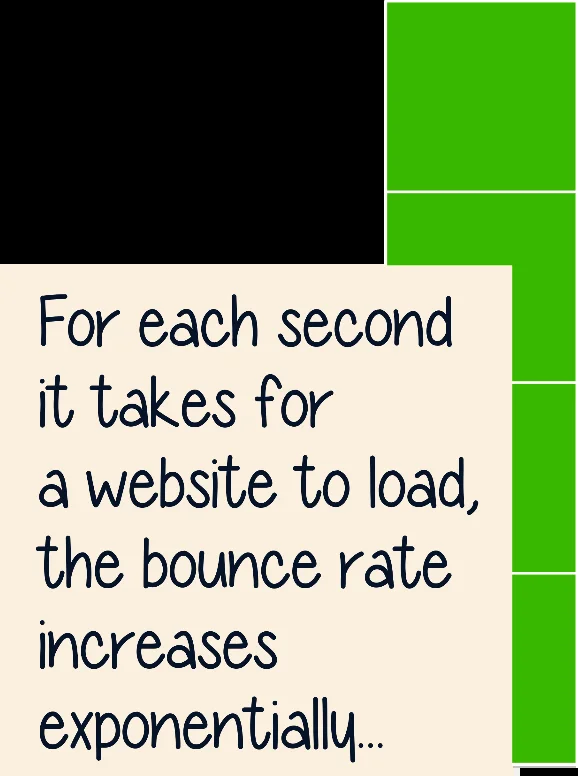 For each second
it takes for
a website to load,
the bounce rate
increases
exponentially...